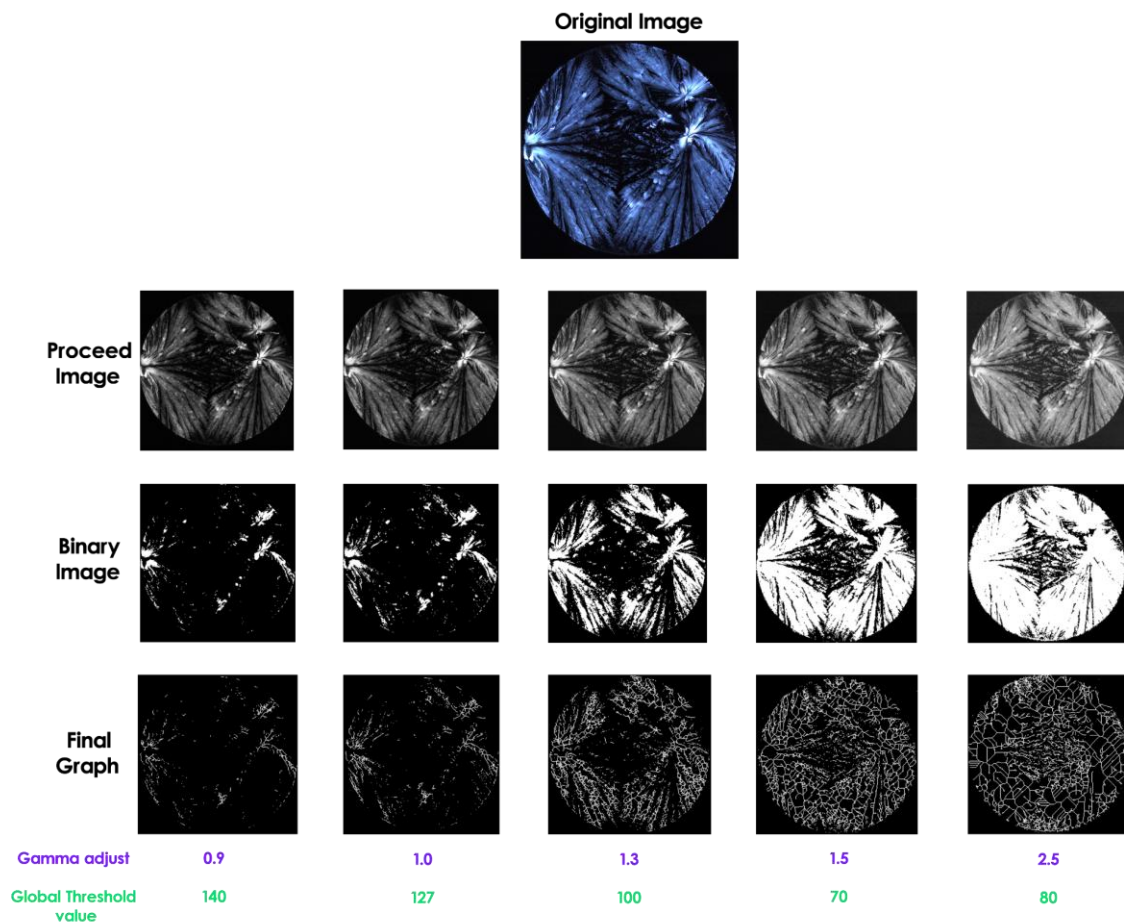 Original Image
Proceed
Image
Binary
Image
Final
Graph
Gamma adjust 0.9 1.0 1.3 1.5 2.5
Global Threshold
value 140 127 100 70 80